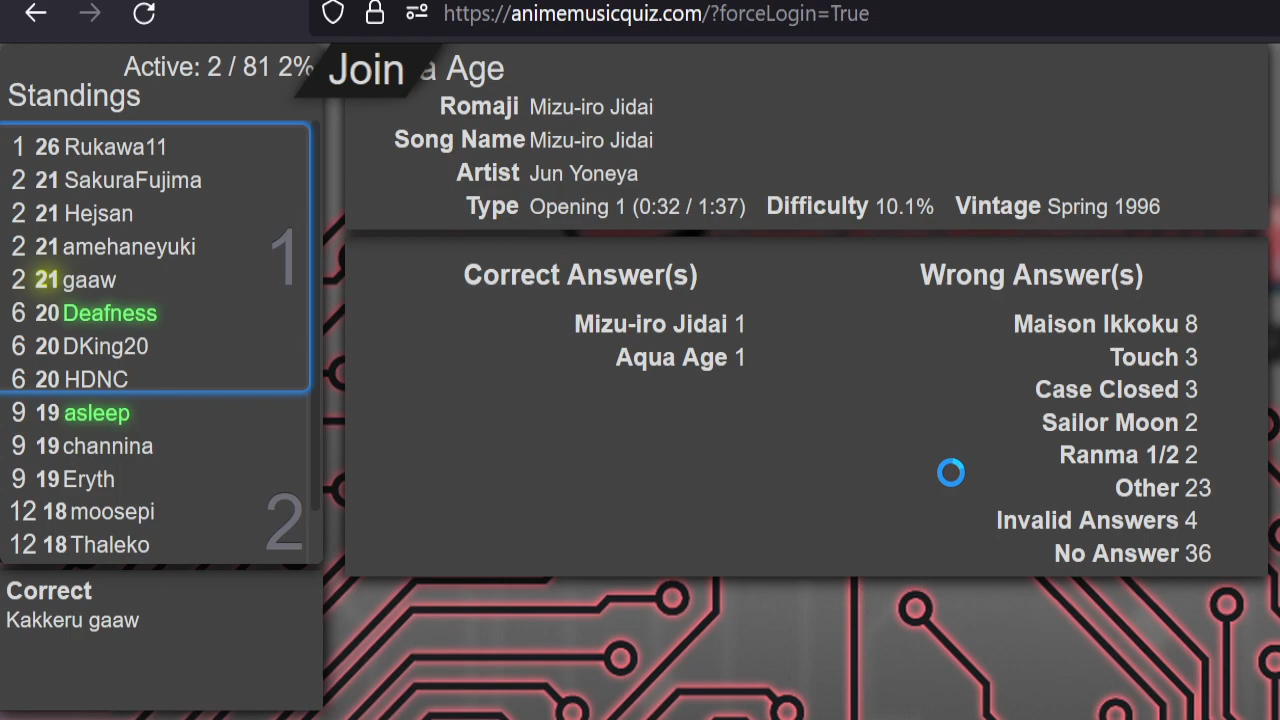 https://animemusicquiz.com/?forceLogin=True
Active: 2 / 81 2%
Standings
1 26 Rukawa11
2 21 SakuraFujima
2 21 Hejsan
2 21 amehaneyuki
2 21 gaaw
6 20 Deafness
6 20 DKing20
6 20 HDNC
1
9 19 asleep
9 19 channina
9 19 Eryth
12 18 moosepi
12 18 Thaleko
2
Correct
Kakkeru gaaw
Join
a Age
Romaji Mizu-iro Jidai
Song Name Mizu-iro Jidai
Artist Jun Yoneya
Type Opening 1 (0:32 / 1:37) Difficulty 10.1% Vintage Spring 1996
Correct Answer(s)
Mizu-iro Jidai 1
Aqua Age 1
Wrong Answer(s)
Maison Ikkoku 8
Touch 3
Case Closed 3
Sailor Moon 2
Ranma 1/2 2
Other 23
Invalid Answers 4
No Answer 36